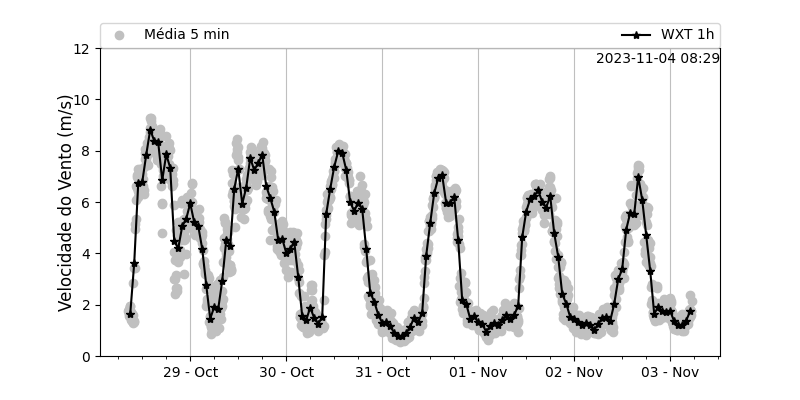 Média 5 min
WXT 1h
2023-11-04 08:29
Velocidade do Vento (m/s)
12
10
8
6
4
2
0
29 - Oct
30 - Oct
31 - Oct
01 - Nov
02 - Nov
03 - Nov